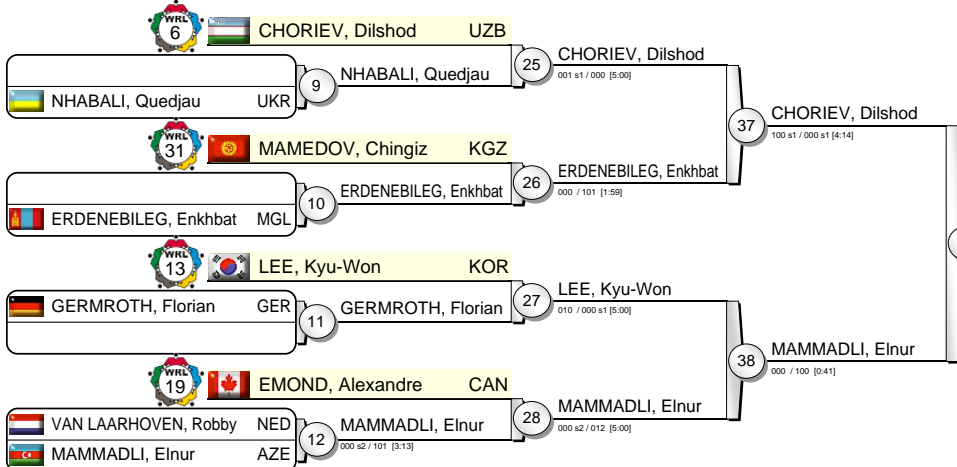 WRL
6
CHORIEV, Dilshod UZB
25
CHORIEV, Dilshod
001 s1 / 000 [5:00]
9
NHABALI, Quedjau
NHABALI, Quedjau UKR
37
CHORIEV, Dilshod
100 s1 / 000 s1 [4:14]
WRL
31
MAMEDOV, Chingiz KGZ
26
ERDENEBILEG, Enkhbat
000 / 101 [1:59]
10
ERDENEBILEG, Enkhbat
ERDENEBILEG, Enkhbat MGL
WRL
13
LEE, Kyu-Won KOR
27
LEE, Kyu-Won
010 / 000 s1 [5:00]
GERMROTH, Florian GER
11
GERMROTH, Florian
38
MAMMADLI, Elnur
000 / 100 [0:41]
WRL
19
EMOND, Alexandre CAN
28
MAMMADLI, Elnur
000 s2 / 012 [5:00]
VAN LAARHOVEN, Robby NED
12
MAMMADLI, Elnur
000 s2 / 101 [3:13]
MAMMADLI, Elnur AZE